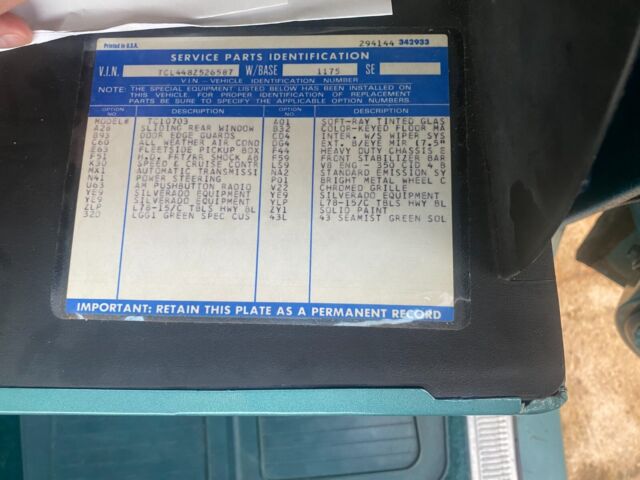 Printed in U.S.A.
294144 342933
SERVICE PARTS IDENTIFICATION
V.I.N. TCL448Z526587 W/BASE 1175 SE
V.I.N - VEHICLE IDENTIFICATION NUMBER
NOTE: THE SPECIAL EQUIPMENT LISTED BELOW HAS BEEN INSTALLED IN THIS VEHICLE. FOR PROPER IDENTIFICATION OF REPLACEMENT PARTS BE SURE TO SPECIFY THE APPLICABLE OPTION NUMBERS.
OPTION NO. DESCRIPTION OPTION NO. DESCRIPTION
MODEL# TC10703 A01 SOFT-RAY TINTED GLAS
A28 SLIDING REAR WINDOW B32 COLOR-KEYED FLOOR MA
B93 DOOR EDGE GUARDS CD4 INTER. W/S WIPER SYS
C60 ALL WEATHER AIR COND DG4 EXT. B/EYE MIR (7.5"
E63 FLEETSIDE PICKUP BOX F44 HEAVY DUTY CHASSIS E
F51 H.D. FRT/RR SHOCK AB F59 FRONT STABILIZER BAR
K30 SPEED & CRUISE CONTR LS9 V8 ENG - 350 CID 4 B
MX1 AUTOMATIC TRANSMISSI NA2 STANDARD EMISSION SY
N41 POWER STEERING P01 BRIGHT METAL WHEEL C
U63 AM PUSHBUTTON RADIO V22 CHROMED GRILLE
YE9 SILVERADO EQUIPMENT YE9 SILVERADO EQUIPMENT
YE9 SILVERADO EQUIPMENT YLP L78-15/C TBLS HWY BL
ZLP L78-15/C TBLS HWY BL ZY1 SOLID PAINT
320 LGG1 GREEN SPEC CUS 43L 43 SEAMIST GREEN SOL
IMPORTANT: RETAIN THIS PLATE AS A PERMANENT RECORD